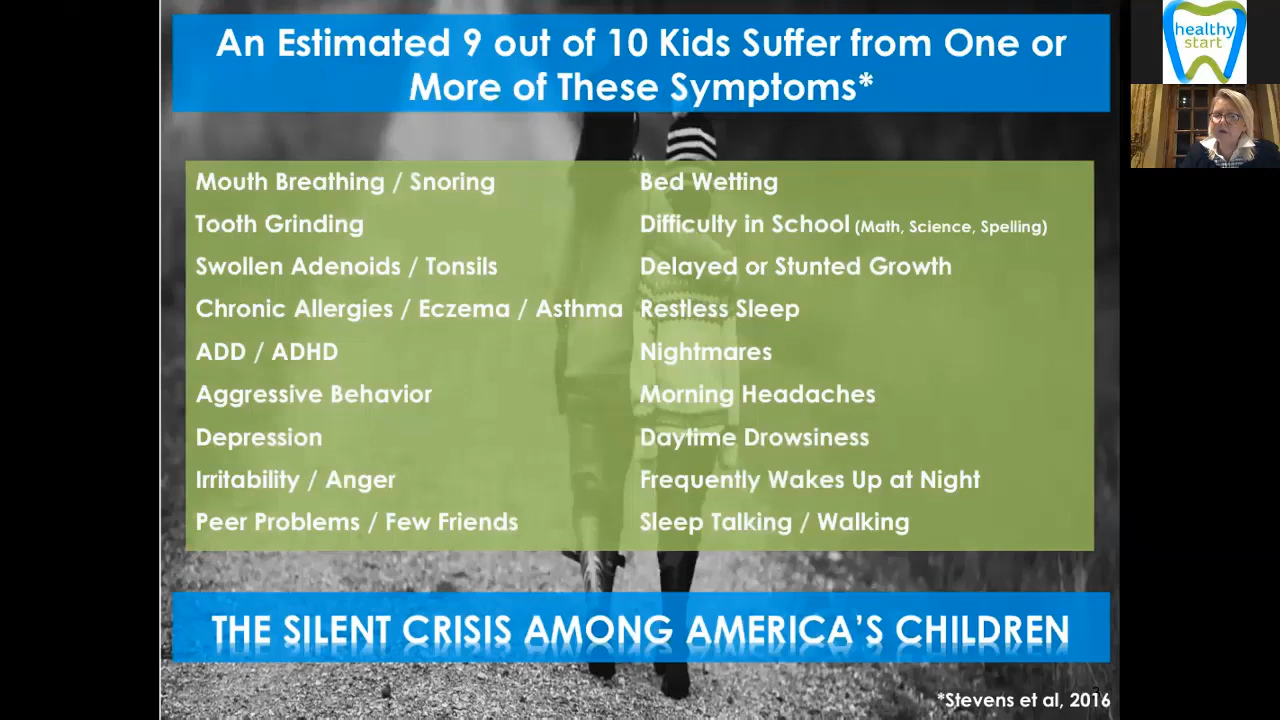 An Estimated 9 out of 10 Kids Suffer from One or
More of These Symptoms*
healthy
start
Mouth Breathing / Snoring
Tooth Grinding
Swollen Adenoids / Tonsils
Chronic Allergies / Eczema / Asthma
ADD / ADHD
Aggressive Behavior
Depression
Irritability / Anger
Peer Problems / Few Friends
Bed Wetting
Difficulty in School (Math, Science, Spelling)
Delayed or Stunted Growth
Restless Sleep
Nightmares
Morning Headaches
Daytime Drowsiness
Frequently Wakes Up at Night
Sleep Talking / Walking
THE SILENT CRISIS AMONG AMERICA'S CHILDREN
*Stevens et al, 2016